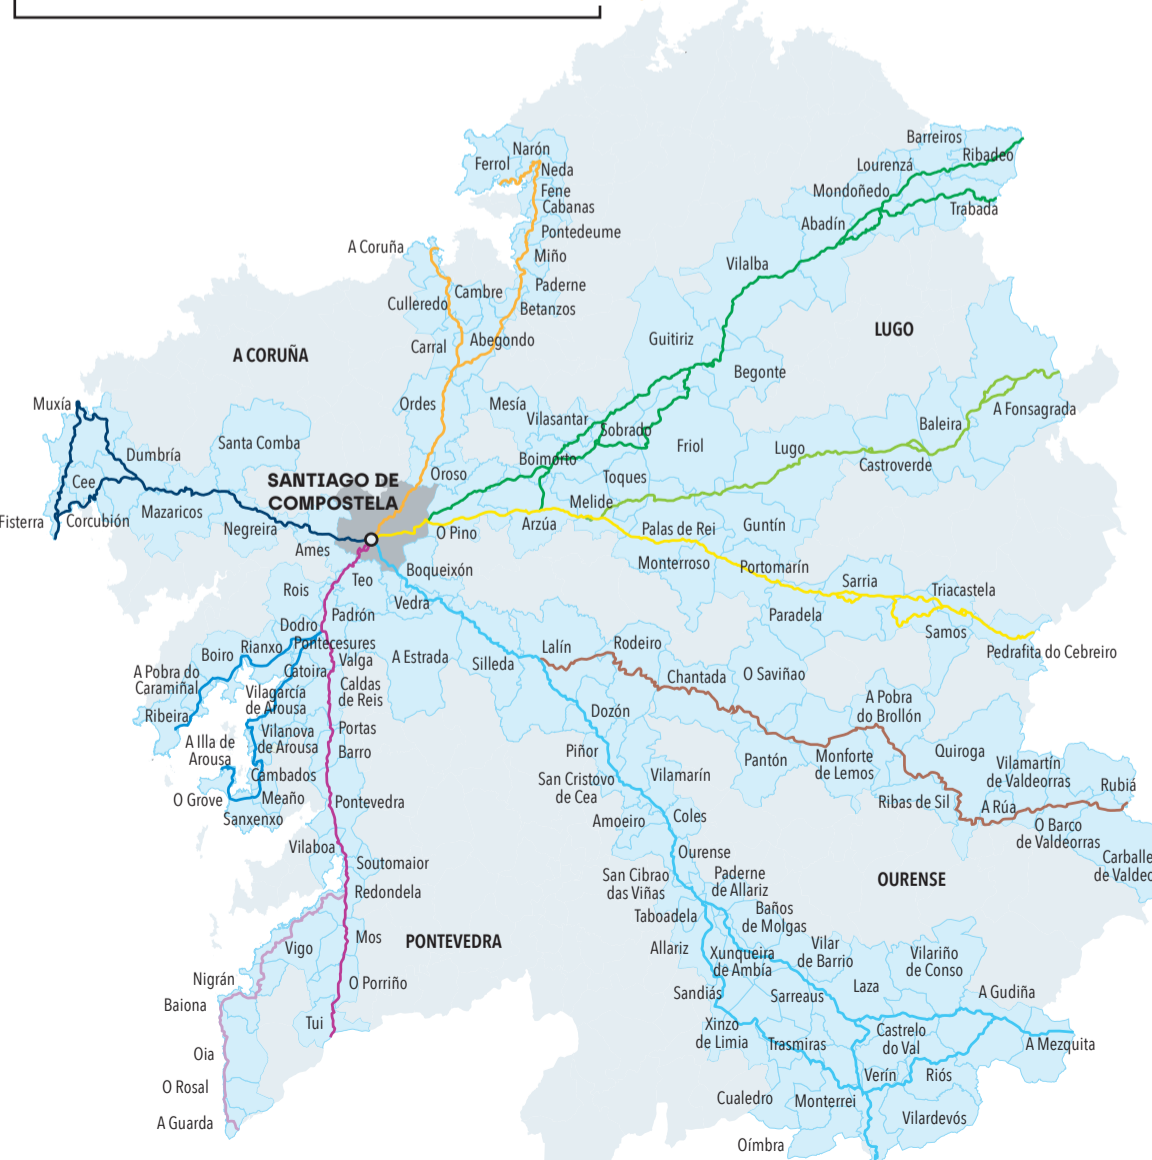 Barreiros
Narón
Ribadeo
Ferrol
Neda
Lourenzá
Fene
Mondoñedo
Cabanas
Trabada
Abadín
Pontedeume
A Coruña
Miño
Vilalba
Paderne
Cambre
Culleredo
Betanzos
LUGO
Guitiriz
Abegondo
Carral
A CORUÑA
Begonte
Muxía
Ordes
Mesía
A Fonsagrada
Vilasantar
Baleira
Sobrado
Santa Comba
Friol
Lugo
Dumbría
Boimorto
Castroverde
SANTIAGO DE
COMPOSTELA
Oroso
Toques
Cee
Melide
Mazaricos
Fisterra
Corcubión
Arzúa
Guntín
Negreira
O Pino
Palas de Rei
Ames
Monterroso
Portomarín
Boqueixón
Teo
Sarria
Rois
Triacastela
Vedra
Padrón
Paradela
Dodro
Samos
Pontecesures
Rianxo
Lalín
Rodeiro
Boiro
Valga
A Estrada
Pedrafita do Cebreiro
Silleda
A Pobra do
Caramiñal
Catoira
Chantada
O Saviñao
Caldas
de Reis
Vilagarcía
de Arousa
A Pobra
do Brollón
Ribeira
Dozón
Portas
Vilanova
de Arousa
A Illa de
Arousa
Barro
Piñor
Quiroga
Pantón
Monforte
de Lemos
Vilamartín
de Valdeorras
Cambados
San Cristovo
de Cea
Vilamarín
Rubiá
O Grove
Meaño
Pontevedra
Ribas de Sil
A Rúa
Sanxenxo
Amoeiro
Coles
O Barco
de Valdeorras
Vilaboa
Ourense
Soutomaior
Carballe
de Valdeo
San Cibrao
das Viñas
Paderne
de Allariz
OURENSE
Redondela
Taboadela
Baños
de Molgas
Mos
PONTEVEDRA
Vigo
Allariz
Xunqueira
de Ambía
Vilar
de Barrio
Vilariño
de Conso
Nigrán
O Porriño
Laza
Sandiás
Sarreaus
A Gudiña
Baiona
Tui
Xinzo
de Limia
Castrelo
do Val
Trasmiras
A Mezquita
Oia
Verín
Riós
O Rosal
Cualedro
Monterrei
A Guarda
Vilardevós
Oímbra